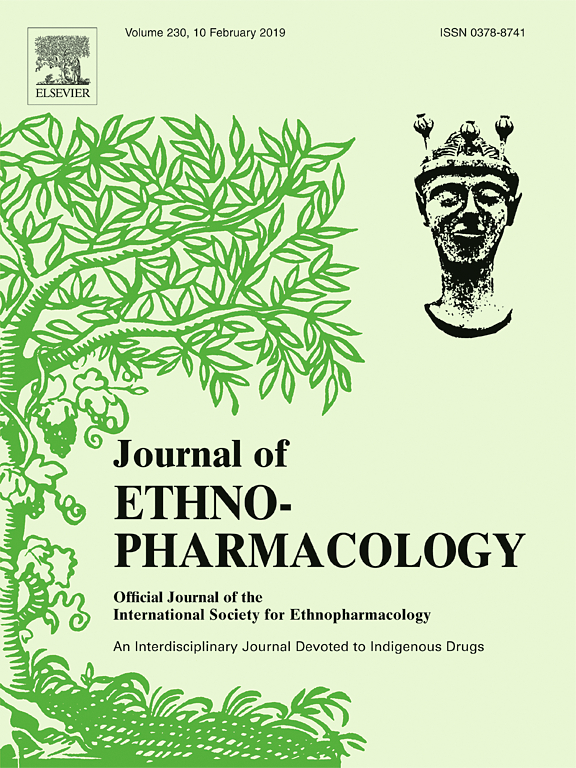 Volume 230, 10 February 2019
ISSN 0378-8741
ELSEVIER
Journal of
ETHNO-
PHARMACOLOGY
Official Journal of the
International Society for Ethnopharmacology
An Interdisciplinary Journal Devoted to Indigenous Drugs